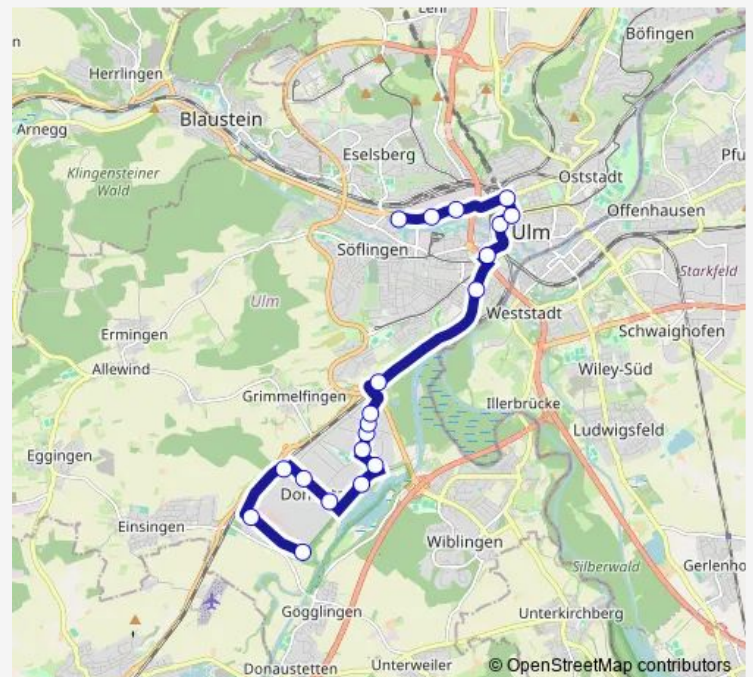 Lehr
Böfingen
Herrlingen
Blaustein
Arnegg
Eselsberg
Klingensteiner
Wald
Oststadt
Offenhausen
Ulm
Söflingen
Starkfeld
Ulm
Weststadt
Ermingen
Schwaighofen
Allewind
Wiley-Süd
Grimmelfingen
Illerbrücke
Ludwigsfeld
Eggingen
Einsingen
Wiblingen
Silberwald
Gerlenho
Gögglingen
Unterkirchberg
Donaustetten
Unterweiler
© OpenStreetMap contributors